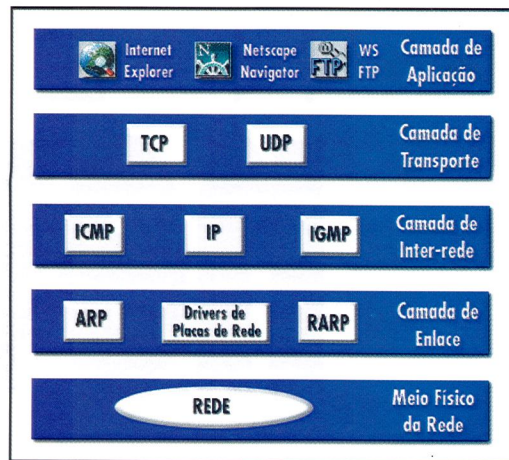 Internet Explorer
Netscape Navigator
WS FTP
Camada de Aplicação
N
FTP
TCP
UDP
Camada de Transporte
ICMP
IP
IGMP
Camada de Inter-rede
ARP
Drivers de Placas de Rede
RARP
Camada de Enlace
REDE
Meio Físico da Rede